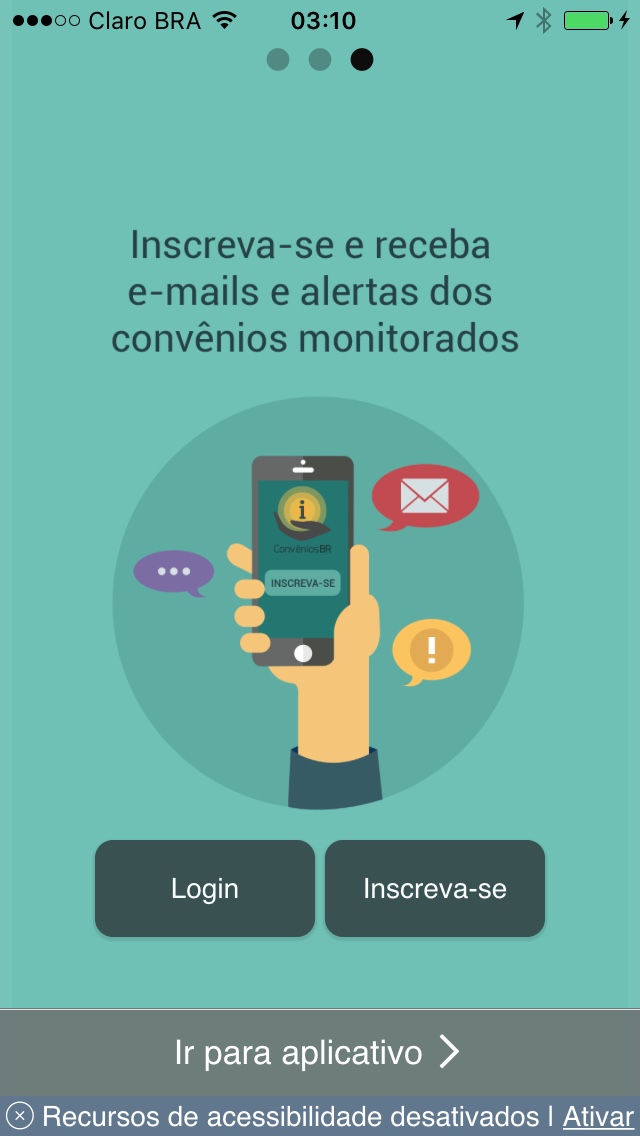 Claro BRA 03:10
Inscreva-se e receba
e-mails e alertas dos
convênios monitorados
i
ConvêniosBR
INSCREVA-SE
!
Login Inscreva-se
Ir para aplicativo
Recursos de acessibilidade desativados | Ativar